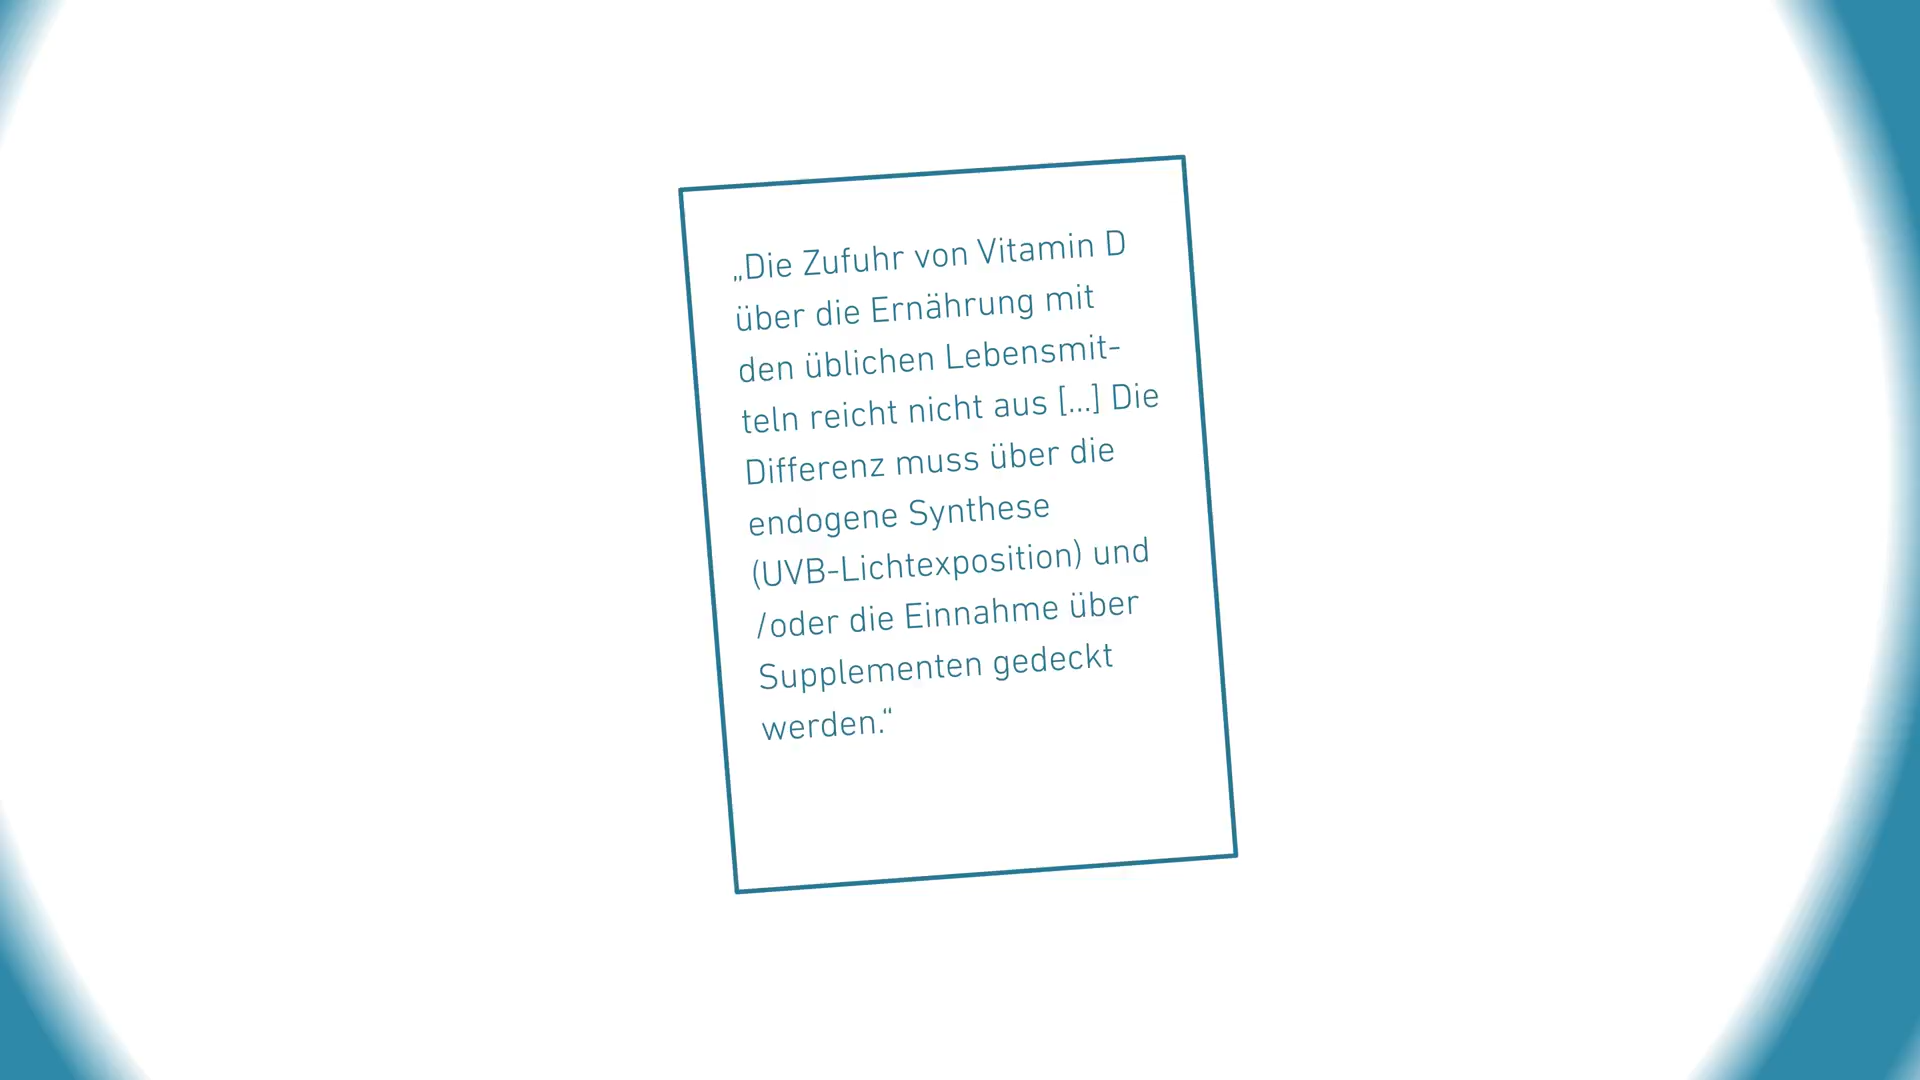 „Die Zufuhr von Vitamin D
über die Ernährung mit
den üblichen Lebensmit-
teln reicht nicht aus [...] Die
Differenz muss über die
endogene Synthese
(UVB-Lichtexposition) und
/oder die Einnahme über
Supplementen gedeckt
werden.“